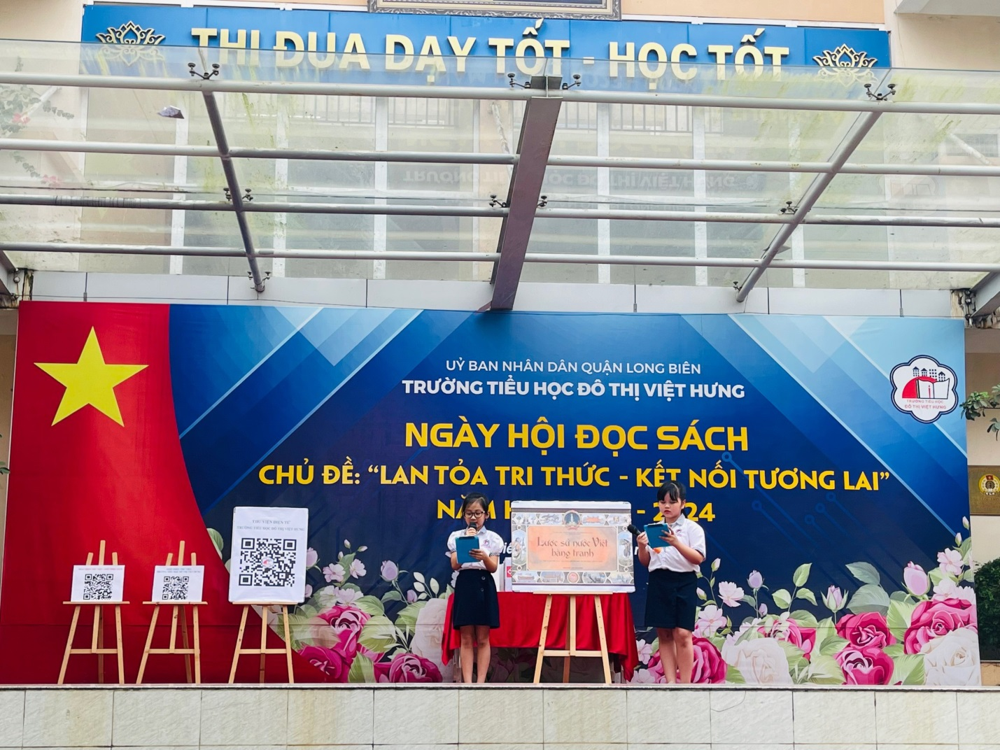 THI ĐUA DẠY TỐT - HỌC TỐT
UỶ BAN NHÂN DÂN QUẬN LONG BIÊN
TRƯỜNG TIỂU HỌC ĐÔ THỊ VIỆT HƯNG
TRƯỜNG TIỂU HỌC
ĐÔ THỊ VIỆT HƯNG
NGÀY HỘI ĐỌC SÁCH
CHỦ ĐỀ: “LAN TỎA TRI THỨC - KẾT NỐI TƯƠNG LAI”
NĂM H - 2024
THƯ VIỆN ĐIỆN TỬ
TRƯỜNG TIỂU HỌC ĐÔ THỊ VIỆT HƯNG
Lược sử nước Việt
bằng tranh